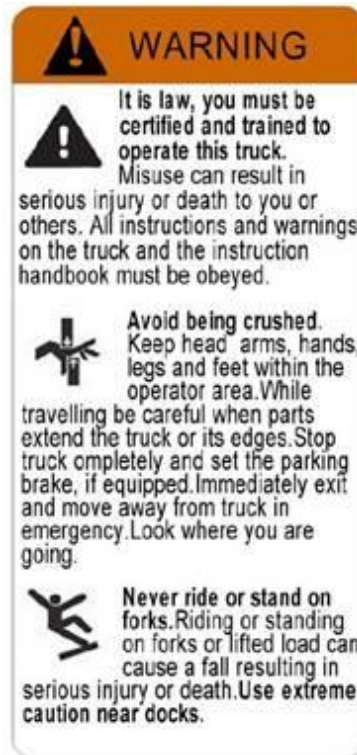 WARNING
It is law, you must be
certified and trained to
operate this truck.
Misuse can result in
serious injury or death to you or
others. All instructions and warnings
on the truck and the instruction
handbook must be obeyed.
Avoid being crushed.
Keep head arms, hands,
legs and feet within the
operator area.While
travelling be careful when parts
extend the truck or its edges.Stop
truck ompletely and set the parking
brake, if equipped.Immediately exit
and move away from truck in
emergency.Look where you are
going.
Never ride or stand on
forks.Riding or standing
on forks or lifted load can
cause a fall resulting in
serious injury or death.Use extreme
caution near docks.